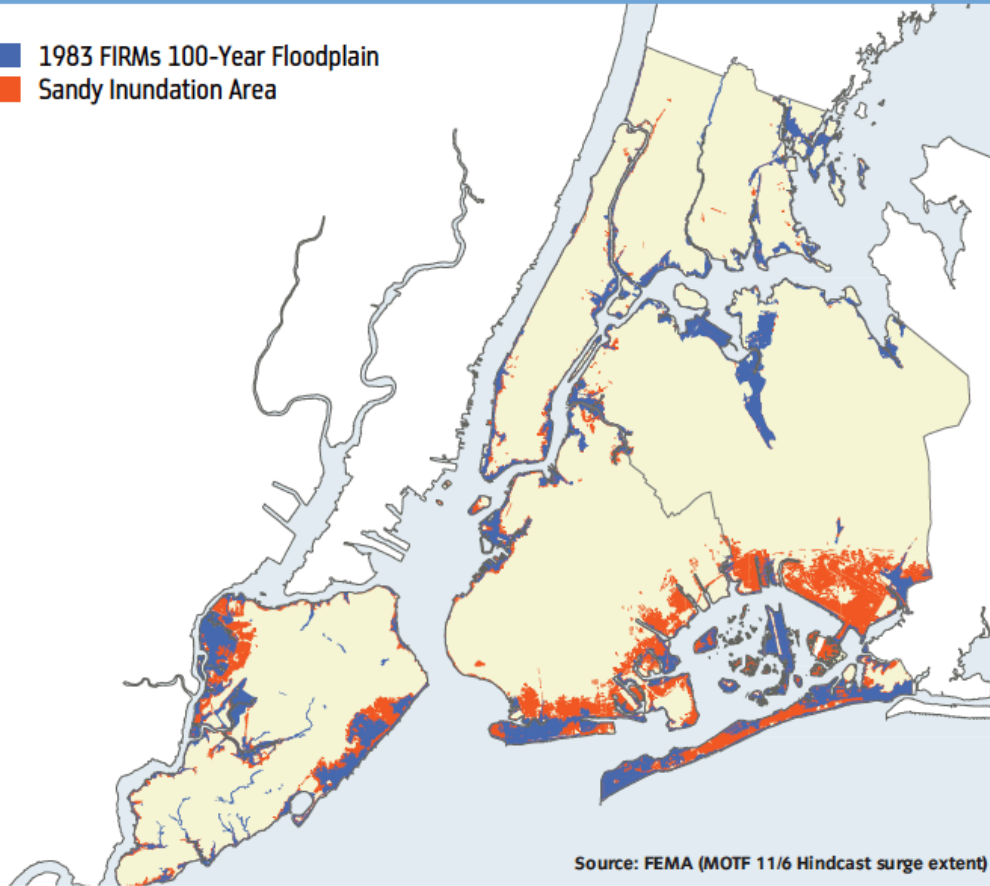 1983 FIRMs 100-Year Floodplain
Sandy Inundation Area
Source: FEMA (MOTF 11/6 Hindcast surge extent)